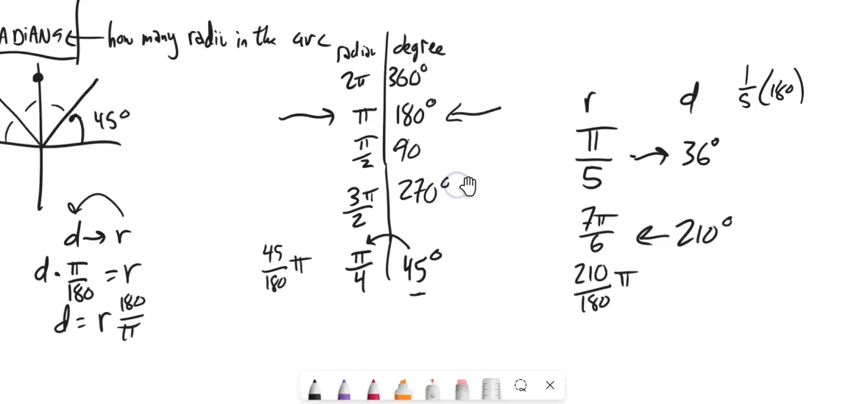 ADIANS ← how many radii in the arc
radian degree
2π 360°
→ π 180° ←
π/2 90
3π/2 270°
45/180 π π/4 45°
45°
d → r
d · π/180 = r
d = r 180/π
r d 1/5 (180)
π/5 → 36°
7π/6 ← 210°
210/180 π